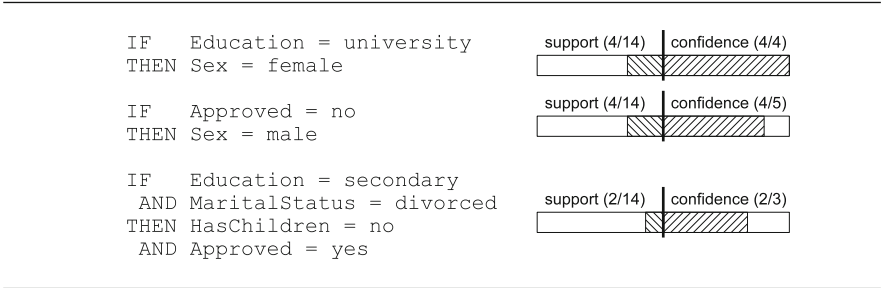 IF Education = university
THEN Sex = female
support (4/14) confidence (4/4)
IF Approved = no
THEN Sex = male
support (4/14) confidence (4/5)
IF Education = secondary
AND MaritalStatus = divorced
THEN HasChildren = no
AND Approved = yes
support (2/14) confidence (2/3)